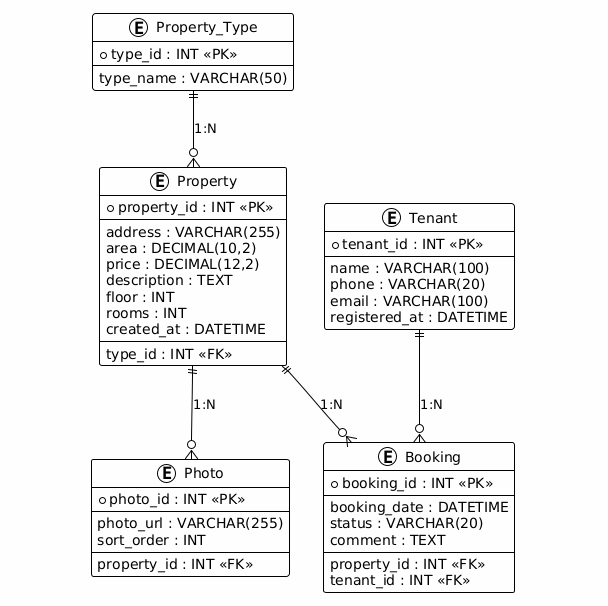 E Property_Type
type_id : INT «PK»
type_name : VARCHAR(50)
1:N
E Property
property_id : INT «PK»
address : VARCHAR(255)
area : DECIMAL(10,2)
price : DECIMAL(12,2)
description : TEXT
floor : INT
rooms : INT
created_at : DATETIME
type_id : INT «FK»
E Tenant
tenant_id : INT «PK»
name : VARCHAR(100)
phone : VARCHAR(20)
email : VARCHAR(100)
registered_at : DATETIME
1:N
1:N
1:N
E Photo
photo_id : INT «PK»
photo_url : VARCHAR(255)
sort_order : INT
property_id : INT «FK»
E Booking
booking_id : INT «PK»
booking_date : DATETIME
status : VARCHAR(20)
comment : TEXT
property_id : INT «FK»
tenant_id : INT «FK»